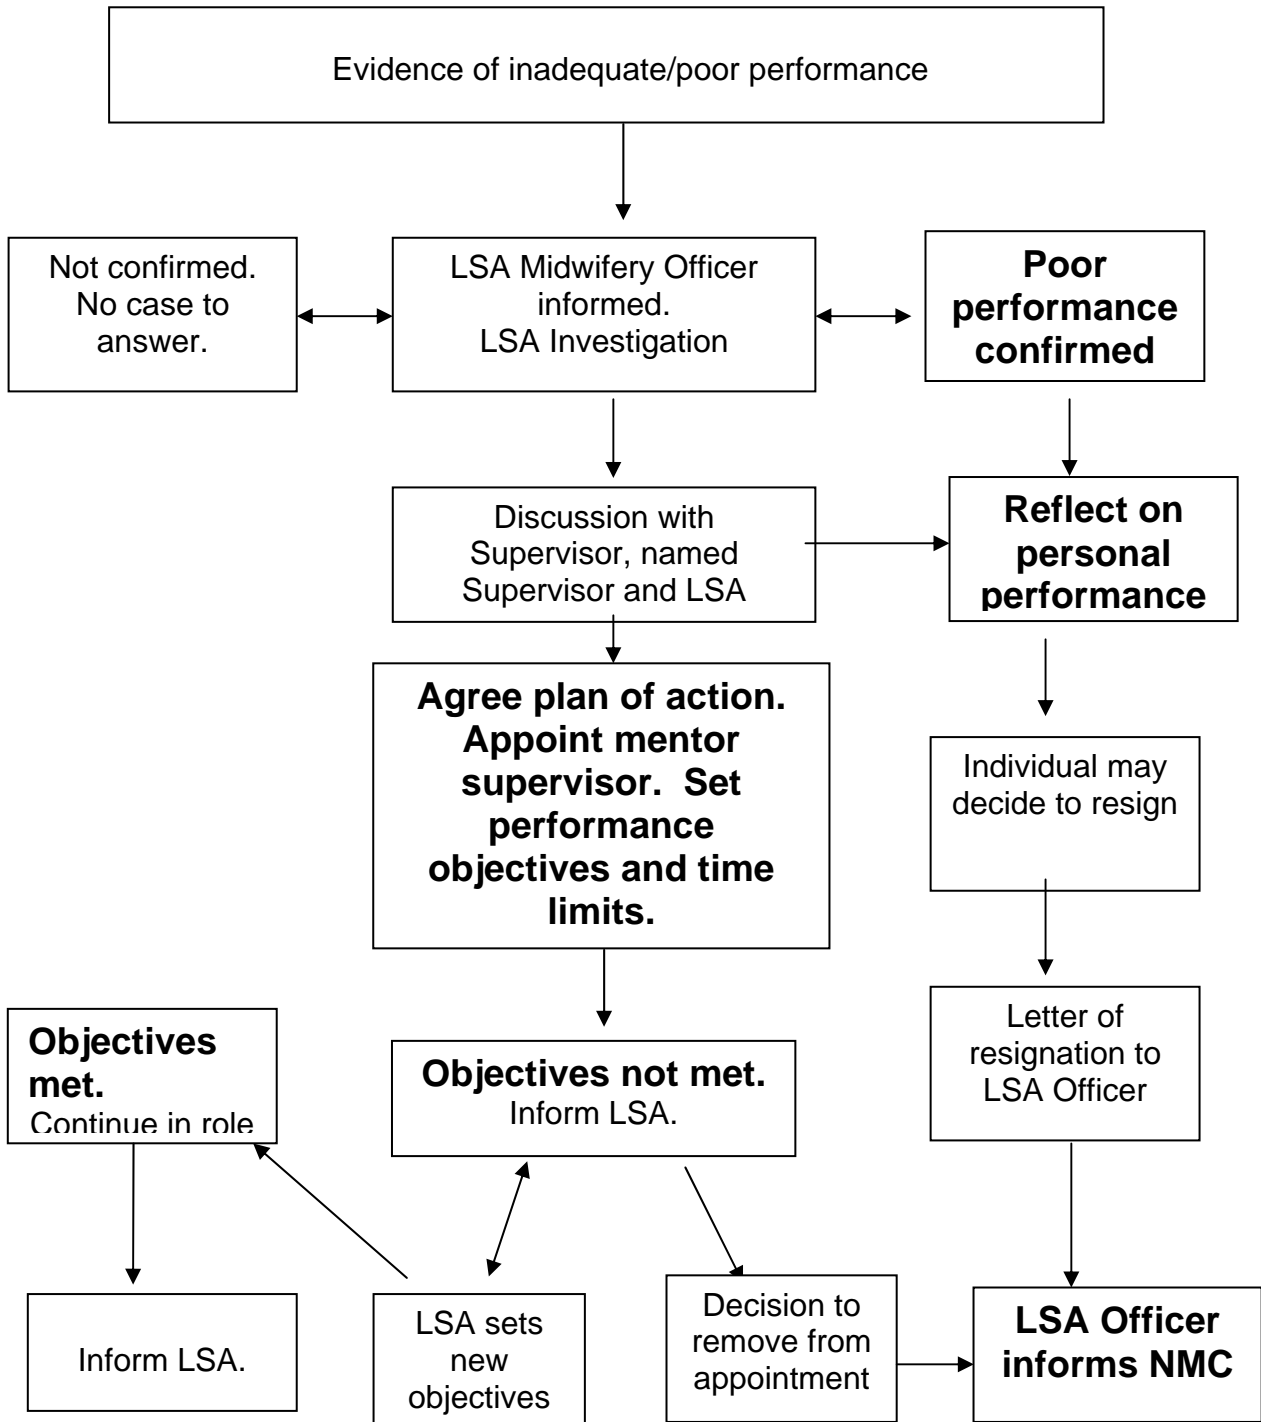 Evidence of inadequate/poor performance
Not confirmed.
No case to
answer.
LSA Midwifery Officer
informed.
LSA Investigation
Poor
performance
confirmed
Discussion with
Supervisor, named
Supervisor and LSA
Reflect on
personal
performance
Agree plan of action.
Appoint mentor
supervisor. Set
performance
objectives and time
limits.
Individual may
decide to resign
Objectives
met.
Continue in role
Objectives not met.
Inform LSA.
Letter of
resignation to
LSA Officer
Inform LSA.
LSA sets
new
objectives
Decision to
remove from
appointment
LSA Officer
informs NMC